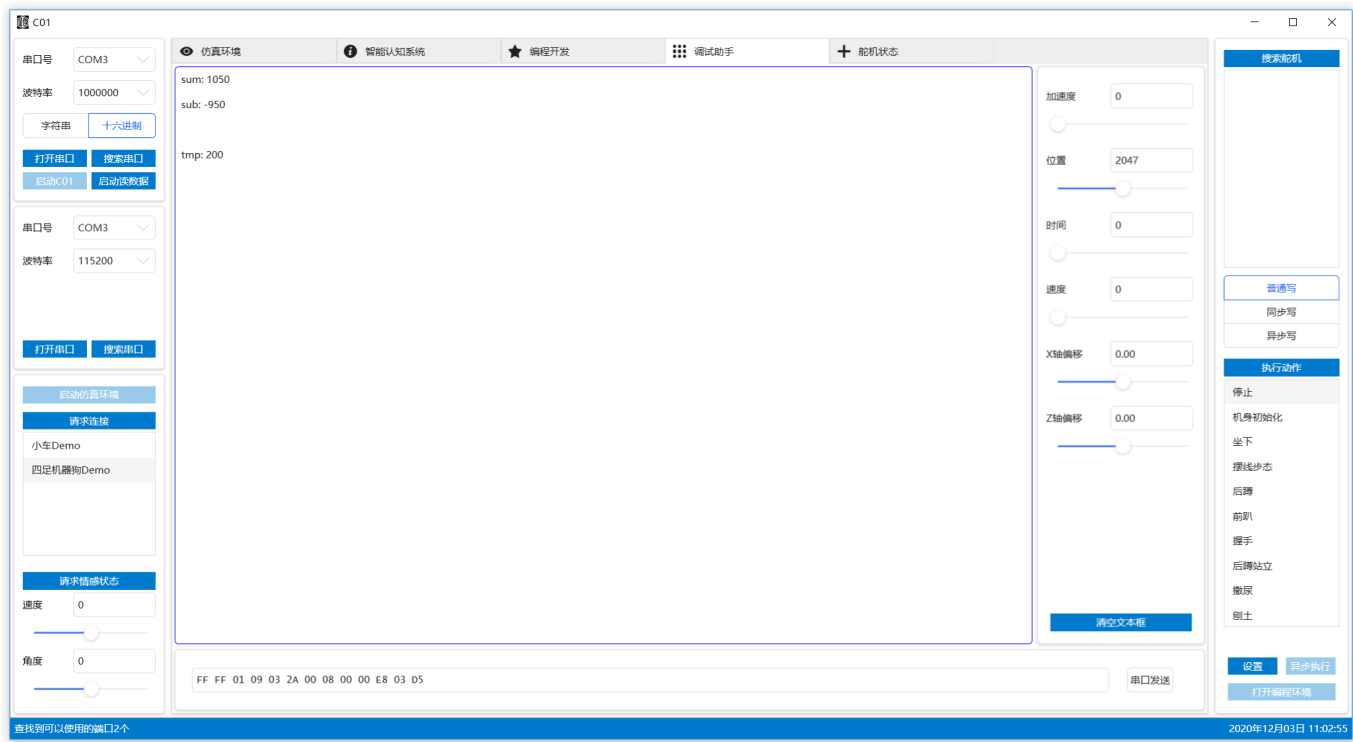 C01
串口号 COM3
波特率 1000000
字符串 十六进制
打开串口 搜索串口
启动C01 启动读数据
串口号 COM3
波特率 115200
打开串口 搜索串口
启动仿真环境
请求连接
小车Demo
四足机器狗Demo
请求情感状态
速度 0
角度 0
仿真环境 智能认知系统 编程开发 调试助手 舵机状态
sum: 1050
sub: -950
tmp: 200
加速度 0
位置 2047
时间 0
速度 0
X轴偏移 0.00
Z轴偏移 0.00
清空文本框
FF FF 01 09 03 2A 00 08 00 00 E8 03 D5 串口发送
搜索舵机
普通写
同步写
异步写
执行动作
停止
机身初始化
坐下
摆线步态
后蹲
前趴
握手
后蹲站立
撒尿
刨土
设置 异步执行
打开编程环境
查找到可以使用的端口2个 2020年12月03日 11:02:55